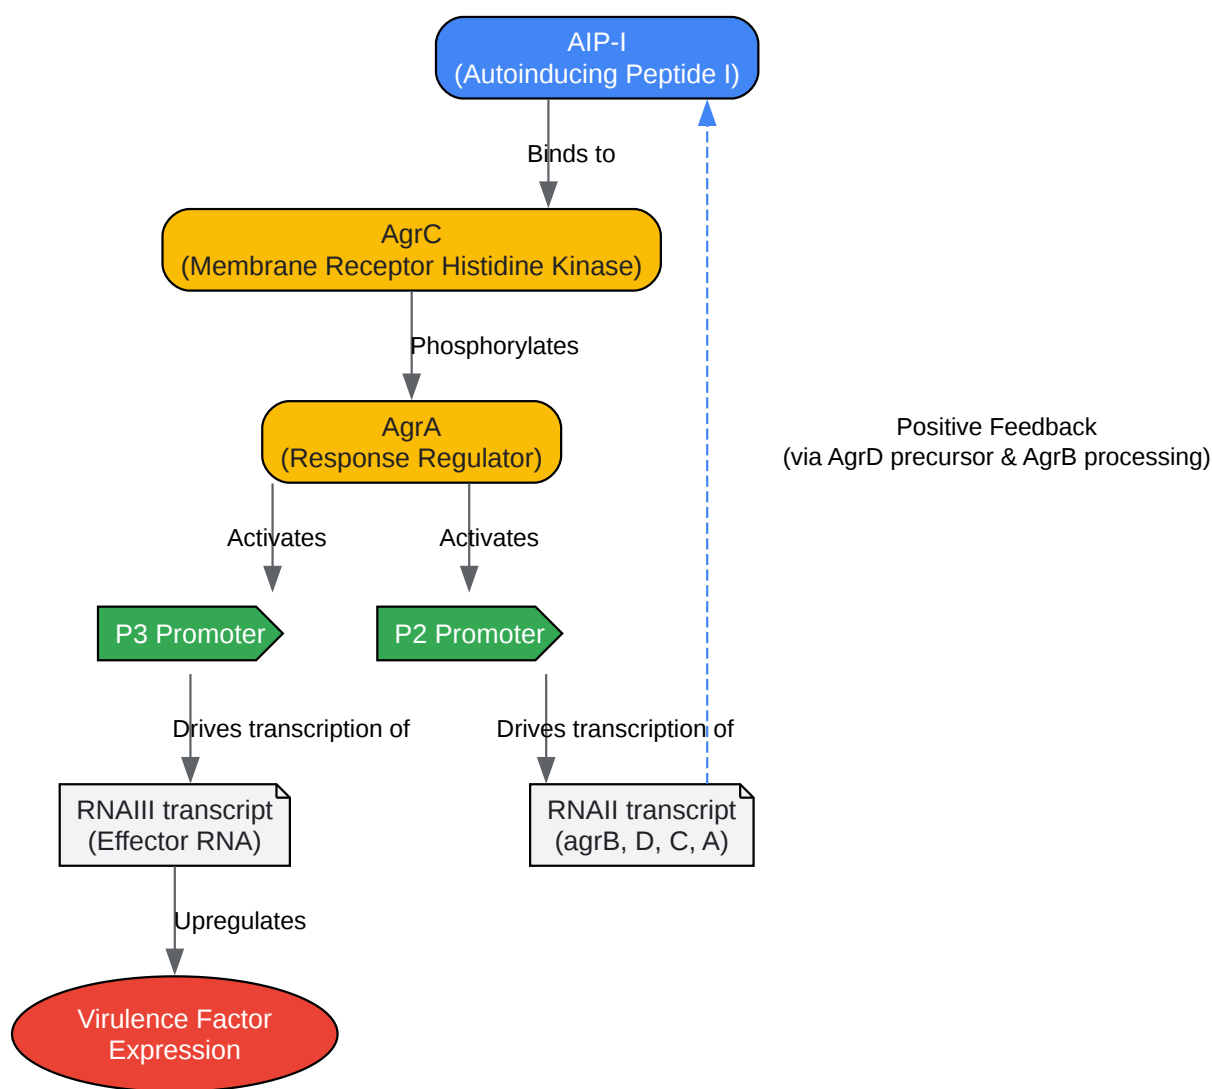 AIP-I
(Autoinducing Peptide I)
Binds to
AgrC
(Membrane Receptor Histidine Kinase)
Phosphorylates
AgrA
(Response Regulator)
Positive Feedback
(via AgrD precursor & AgrB processing)
Activates
Activates
P3 Promoter
P2 Promoter
Drives transcription of
Drives transcription of
RNAIII transcript
(Effector RNA)
RNAII transcript
(agrB, D, C, A)
Upregulates
Virulence Factor
Expression